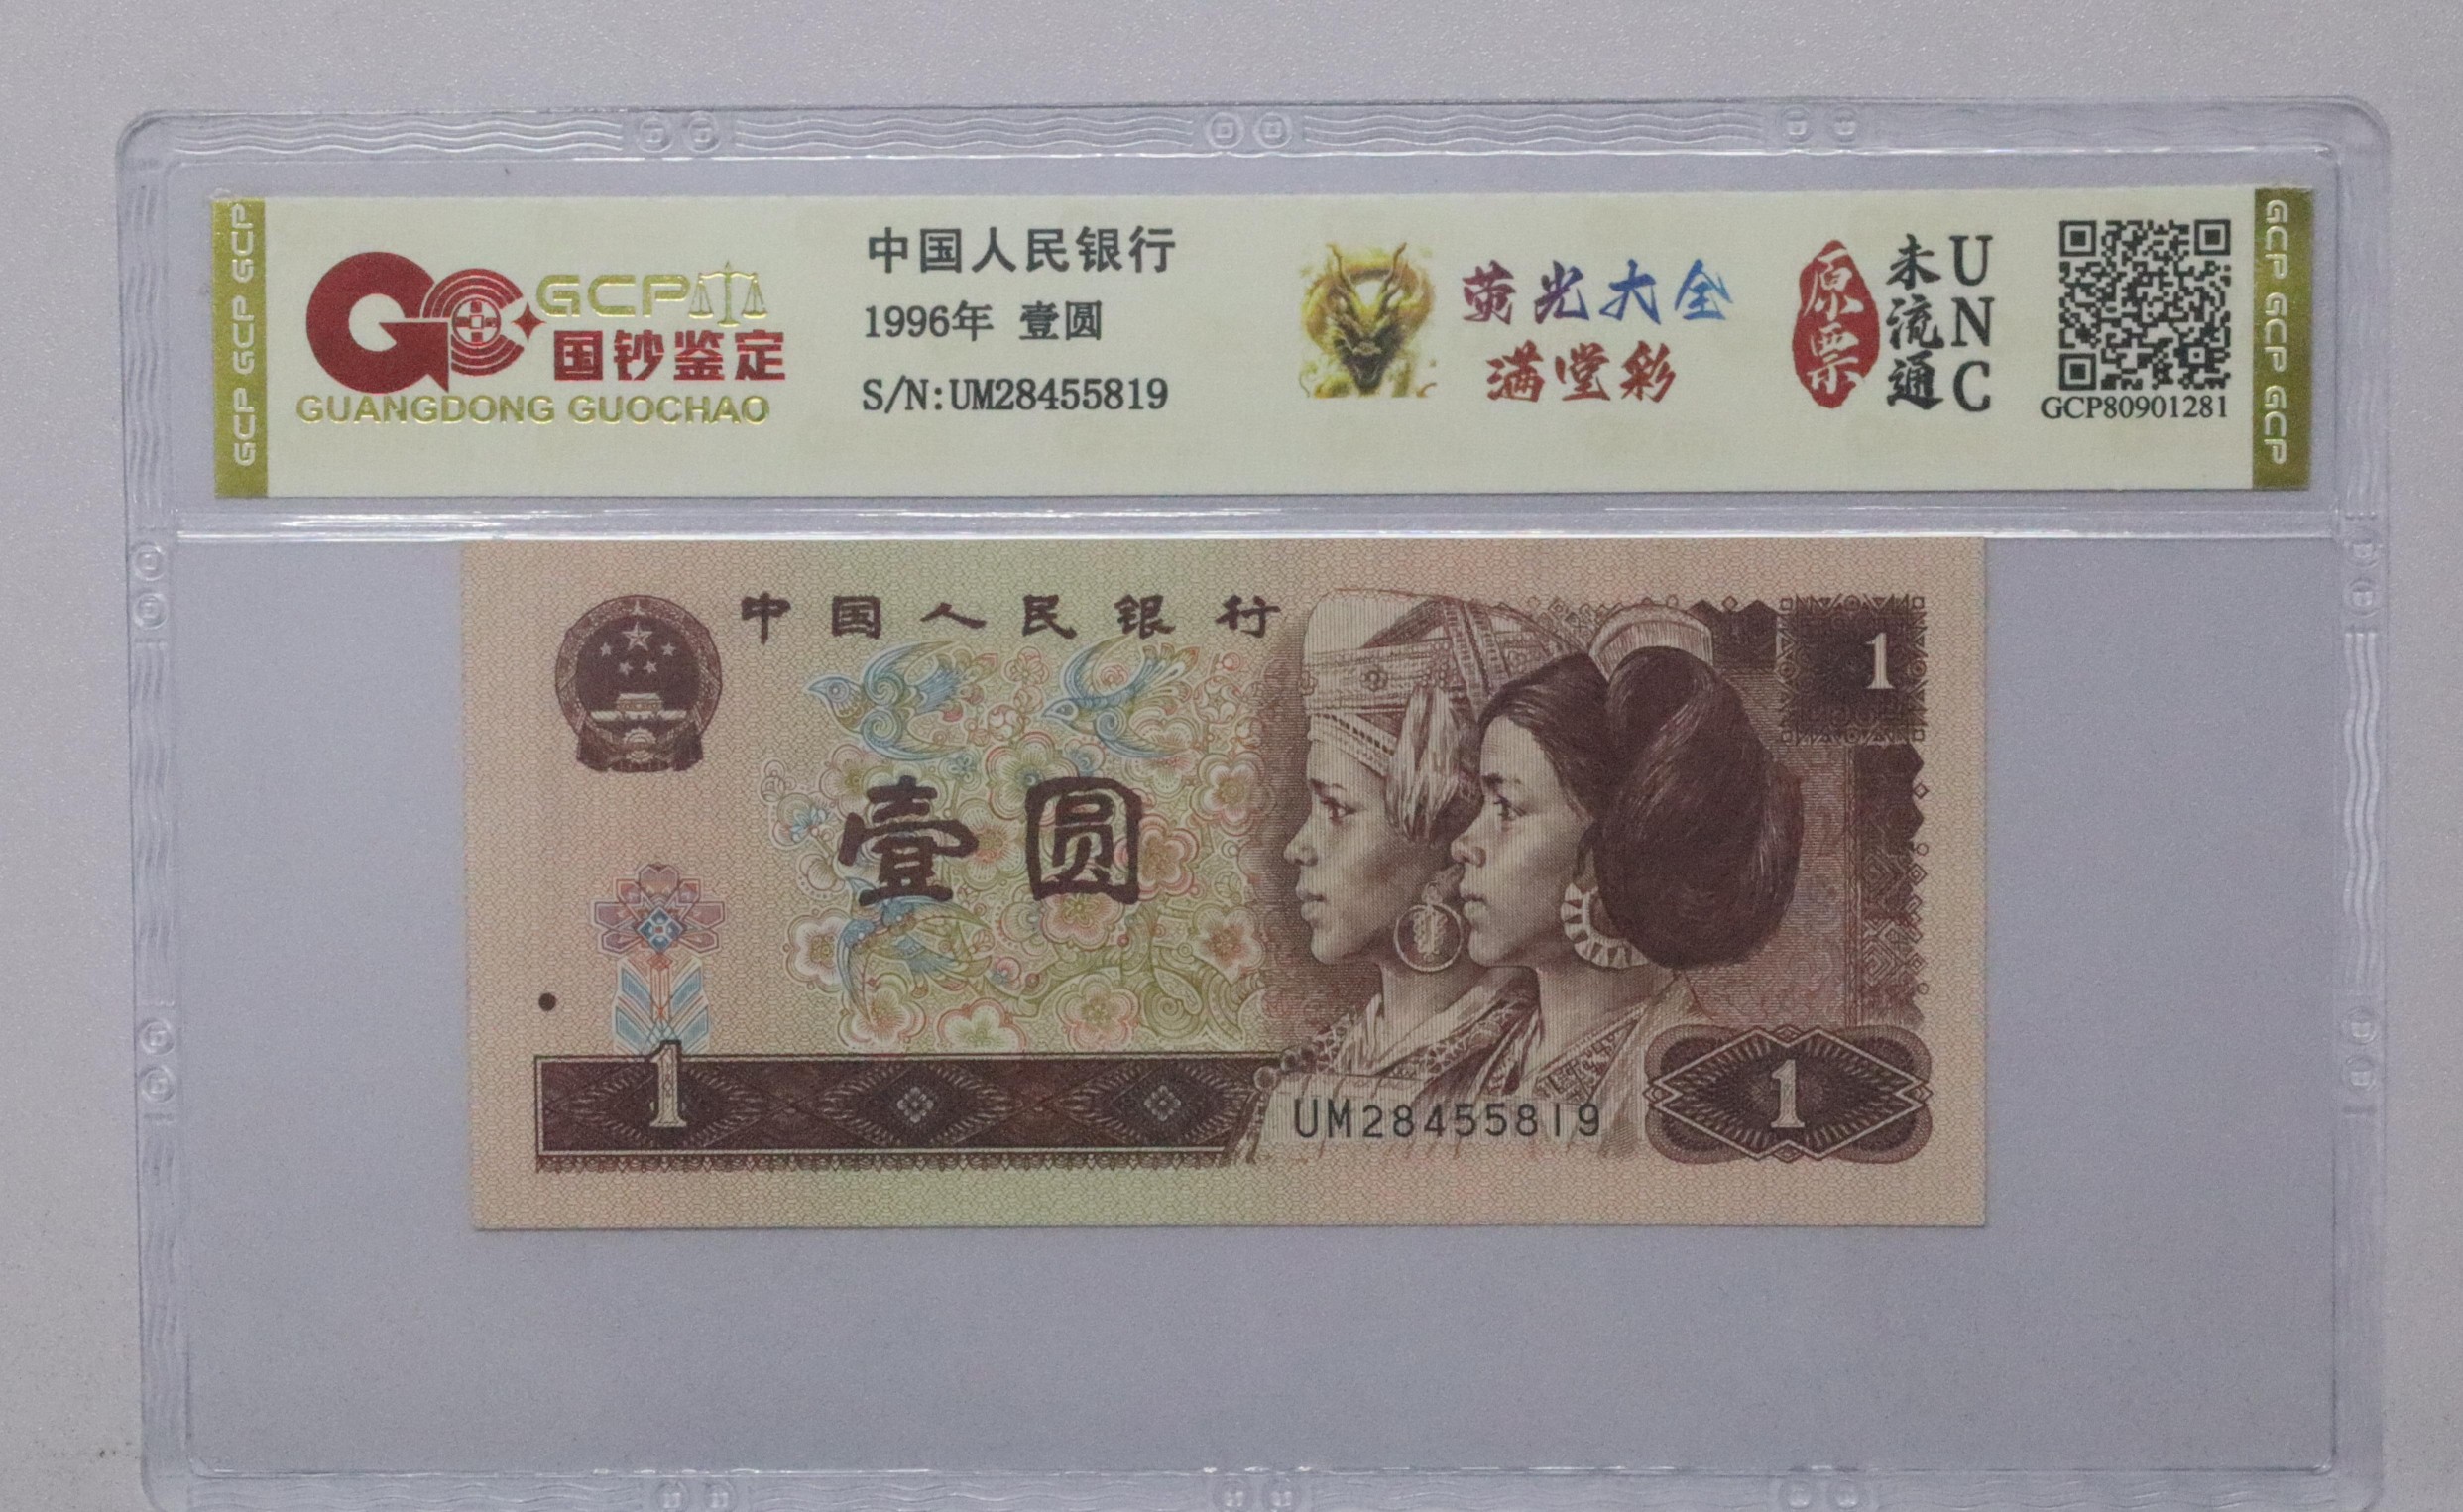 GCP GCP GCP
GCP
国钞鉴定
GUANGDONG GUOCHAO
中国人民银行
1996年 壹圆
S/N:UM28455819
荧光大全
满堂彩
原票
未流通
UNC
GCP80901281
GCP GCP GCP
中国人民银行
1
壹圆
1
UM28455819
1